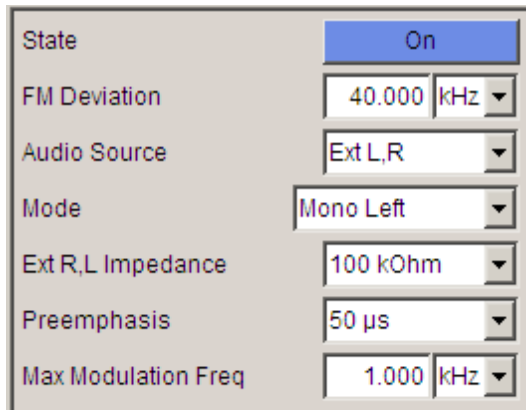 State On
FM Deviation 40.000 kHz
Audio Source Ext L,R
Mode Mono Left
Ext R,L Impedance 100 kOhm
Preemphasis 50 µs
Max Modulation Freq 1.000 kHz